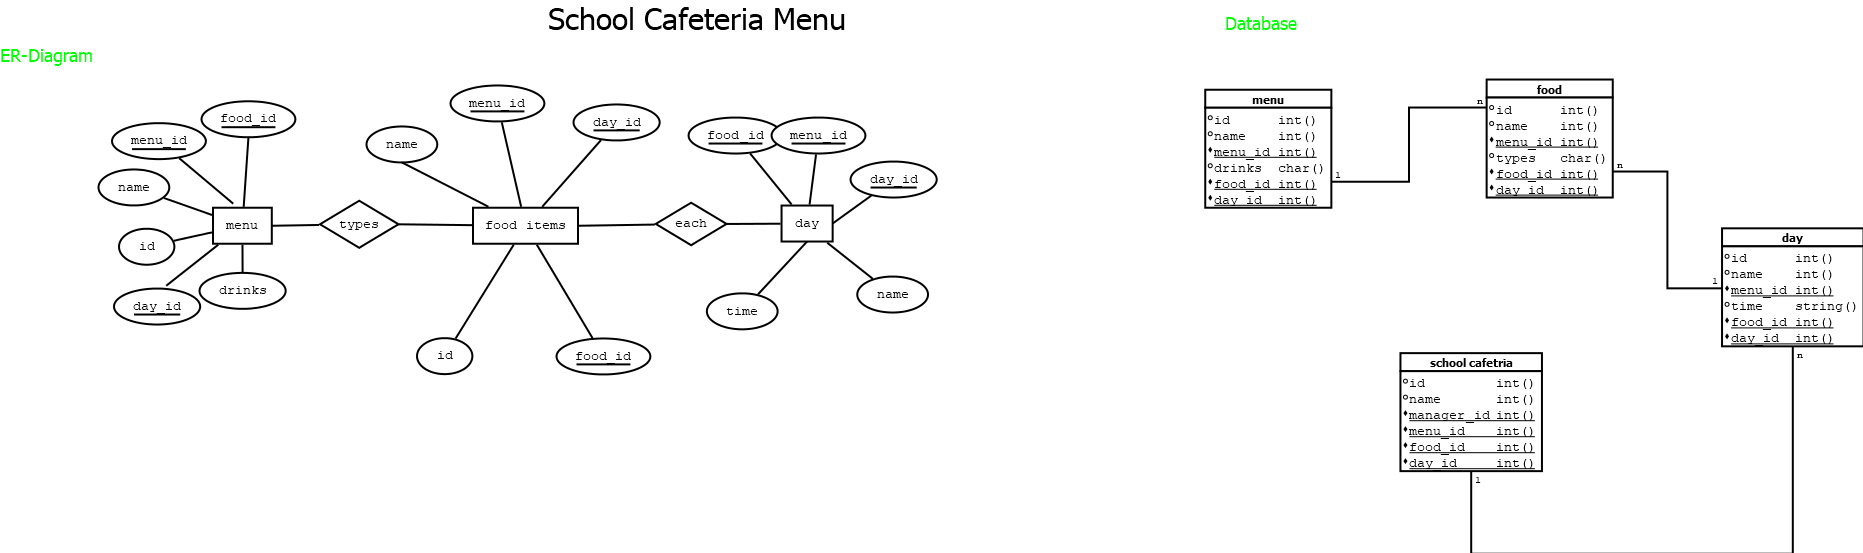 School Cafeteria Menu
ER-Diagram
menu_id
food_id
name
id
day_id
drinks
menu
types
name
menu_id
day_id
food items
id
food_id
each
food_id
menu_id
day_id
day
time
name
Database
menu
id int()
name int()
menu_id int()
drinks char()
food_id int()
day_id int()
1
n
food
id int()
name int()
menu_id int()
types char()
food_id int()
day_id int()
n
1
day
id int()
name int()
menu_id int()
time string()
food_id int()
day_id int()
n
school cafetria
id int()
name int()
manager_id int()
menu_id int()
food_id int()
day_id int()
1